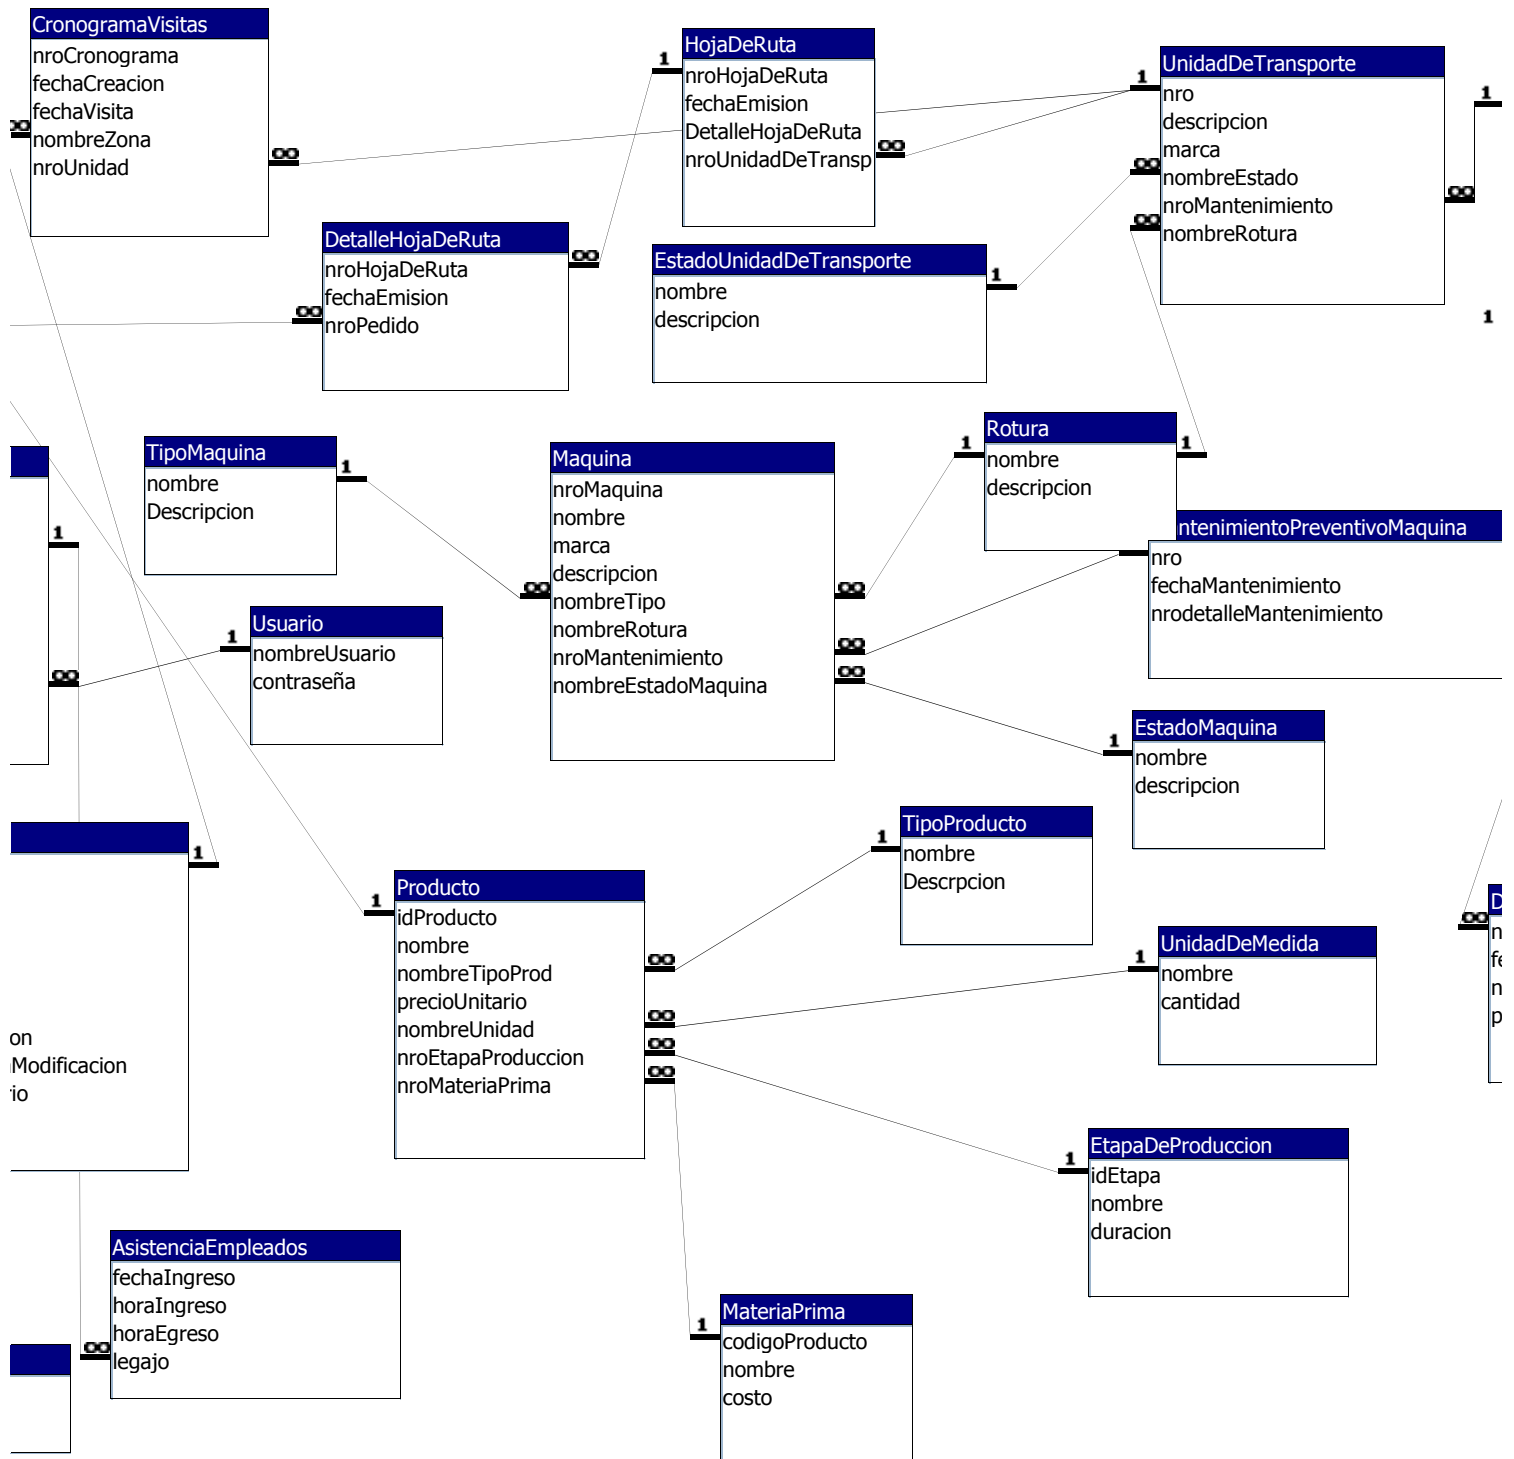 CronogramaVisitas
nroCronograma
fechaCreacion
fechaVisita
nombreZona
nroUnidad
HojaDeRuta
nroHojaDeRuta
fechaEmision
DetalleHojaDeRuta
nroUnidadDeTransp
UnidadDeTransporte
nro
descripcion
marca
nombreEstado
nroMantenimiento
nombreRotura
DetalleHojaDeRuta
nroHojaDeRuta
fechaEmision
nroPedido
EstadoUnidadDeTransporte
nombre
descripcion
TipoMaquina
nombre
Descripcion
Maquina
nroMaquina
nombre
marca
descripcion
nombreTipo
nombreRotura
nroMantenimiento
nombreEstadoMaquina
Rotura
nombre
descripcion
ntenimientoPreventivoMaquina
nro
fechaMantenimiento
nrodetalleMantenimiento
Usuario
nombreUsuario
contraseña
EstadoMaquina
nombre
descripcion
TipoProducto
nombre
Descrpcion
Producto
idProducto
nombre
nombreTipoProd
precioUnitario
nombreUnidad
nroEtapaProduccion
nroMateriaPrima
UnidadDeMedida
nombre
cantidad
on
Modificacion
io
EtapaDeProduccion
idEtapa
nombre
duracion
AsistenciaEmpleados
fechaIngreso
horaIngreso
horaEgreso
legajo
MateriaPrima
codigoProducto
nombre
costo